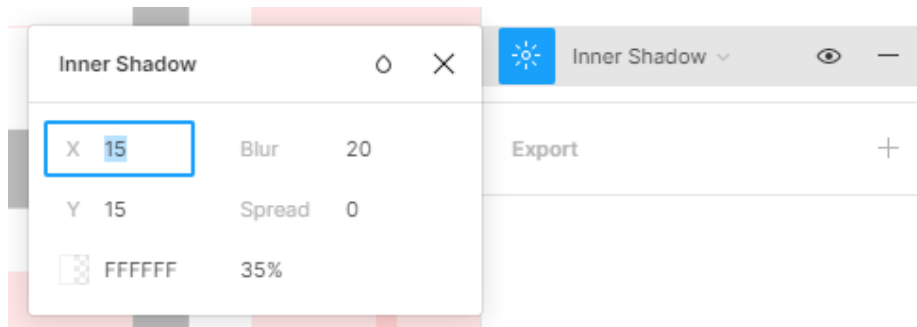 Inner Shadow
X 15 Blur 20
Y 15 Spread 0
FFFFFF 35%
Inner Shadow
Export